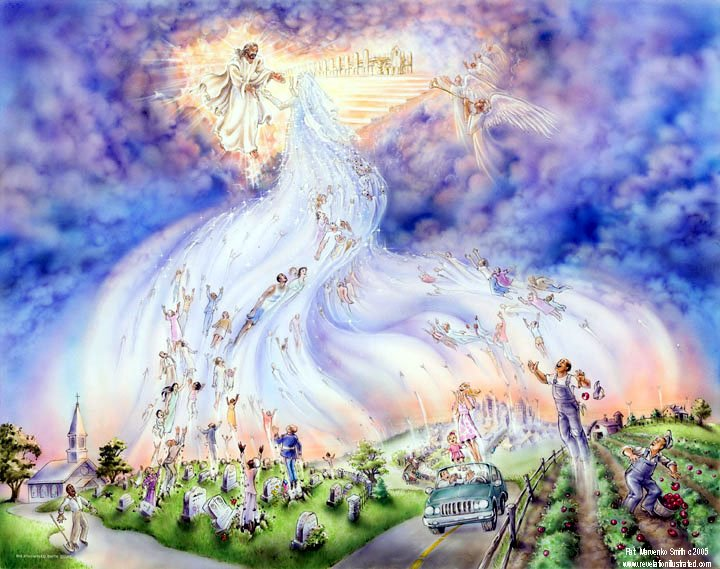 Pat Marvenko Smith c 2005
www.revelationillustrated.com